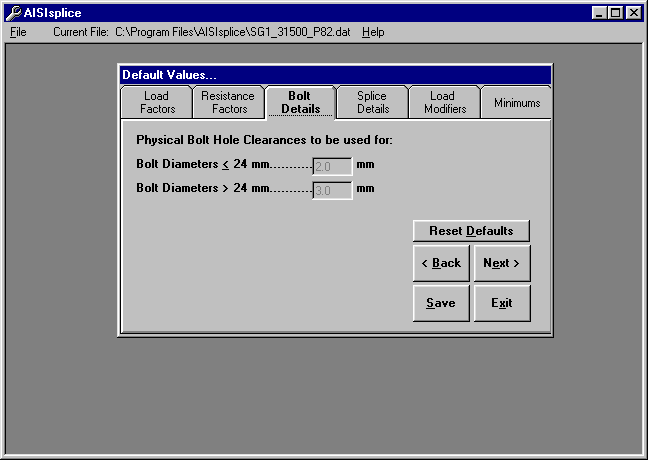 AISIsplice
File Current File: C:\Program Files\AISIsplice\SG1_31500_P82.dat Help
Default Values...
Load Factors
Resistance Factors
Bolt Details
Splice Details
Load Modifiers
Minimums
Physical Bolt Hole Clearances to be used for:
Bolt Diameters ≤ 24 mm........... 2.0 mm
Bolt Diameters > 24 mm........... 3.0 mm
Reset Defaults
< Back Next >
Save Exit